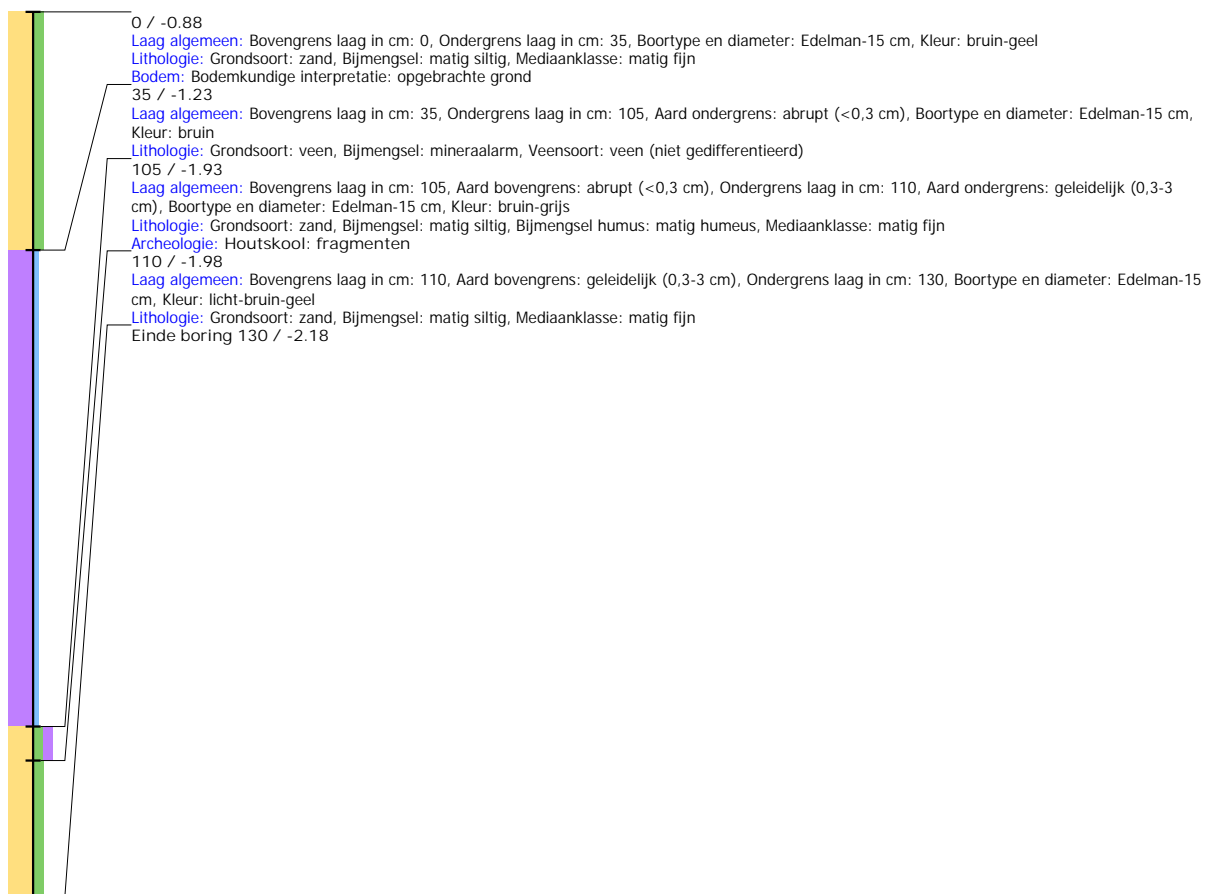 0 / -0.88
Laag algemeen: Bovengrens laag in cm: 0, Ondergrens laag in cm: 35, Boortype en diameter: Edelman-15 cm, Kleur: bruin-geel
Lithologie: Grondsoort: zand, Bijmengsel: matig siltig, Mediaanklasse: matig fijn
Bodem: Bodemkundige interpretatie: opgebrachte grond
35 / -1.23
Laag algemeen: Bovengrens laag in cm: 35, Ondergrens laag in cm: 105, Aard ondergrens: abrupt (<0,3 cm), Boortype en diameter: Edelman-15 cm,
Kleur: bruin
Lithologie: Grondsoort: veen, Bijmengsel: mineraalarm, Veensoort: veen (niet gedifferentieerd)
105 / -1.93
Laag algemeen: Bovengrens laag in cm: 105, Aard bovengrens: abrupt (<0,3 cm), Ondergrens laag in cm: 110, Aard ondergrens: geleidelijk (0,3-3
cm), Boortype en diameter: Edelman-15 cm, Kleur: bruin-grijs
Lithologie: Grondsoort: zand, Bijmengsel: matig siltig, Bijmengsel humus: matig humeus, Mediaanklasse: matig fijn
Archeologie: Houtskool: fragmenten
110 / -1.98
Laag algemeen: Bovengrens laag in cm: 110, Aard bovengrens: geleidelijk (0,3-3 cm), Ondergrens laag in cm: 130, Boortype en diameter: Edelman-15
cm, Kleur: licht-bruin-geel
Lithologie: Grondsoort: zand, Bijmengsel: matig siltig, Mediaanklasse: matig fijn
Einde boring 130 / -2.18